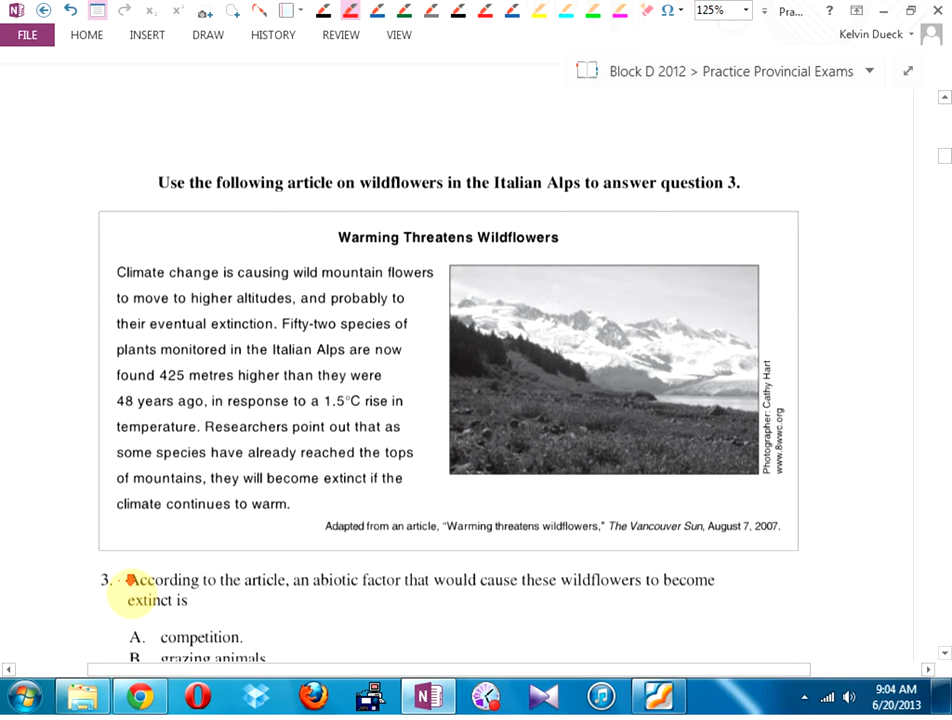 125%
Pra...
?
FILE
HOME
INSERT
DRAW
HISTORY
REVIEW
VIEW
Kelvin Dueck
Block D 2012 > Practice Provincial Exams
Use the following article on wildflowers in the Italian Alps to answer question 3.
Warming Threatens Wildflowers
Climate change is causing wild mountain flowers
to move to higher altitudes, and probably to
their eventual extinction. Fifty-two species of
plants monitored in the Italian Alps are now
found 425 metres higher than they were
48 years ago, in response to a 1.5°C rise in
temperature. Researchers point out that as
some species have already reached the tops
of mountains, they will become extinct if the
climate continues to warm.
Photographer: Cathy Hart
www.8wwc.org
Adapted from an article, “Warming threatens wildflowers,” The Vancouver Sun, August 7, 2007.
3. According to the article, an abiotic factor that would cause these wildflowers to become
extinct is
A. competition.
B. grazing animals
9:04 AM
6/20/2013